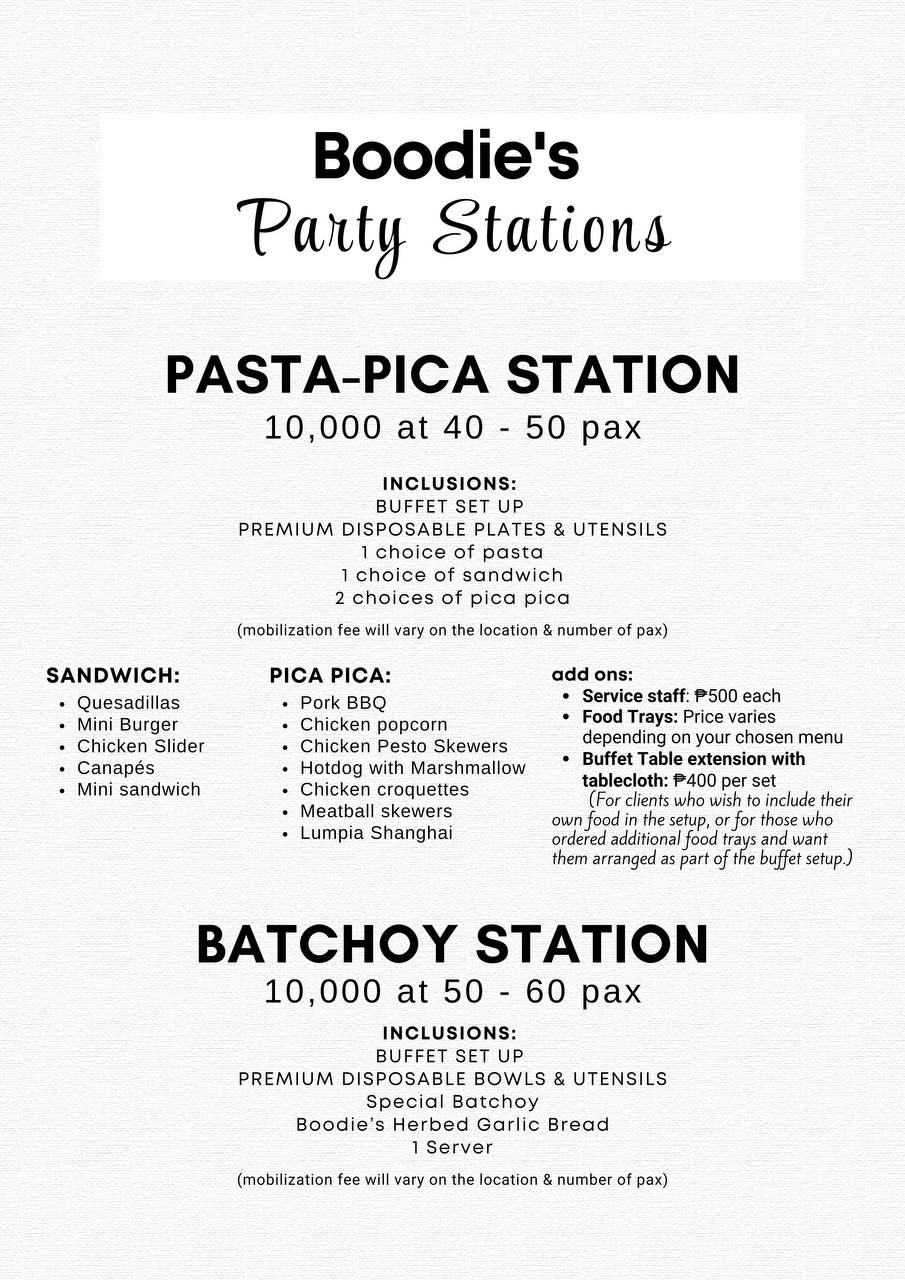 Boodie's
Party Stations
PASTA-PICA STATION
10,000 at 40 - 50 pax
INCLUSIONS:
BUFFET SET UP
PREMIUM DISPOSABLE PLATES & UTENSILS
1 choice of pasta
1 choice of sandwich
2 choices of pica pica
(mobilization fee will vary on the location & number of pax)
SANDWICH:
• Quesadillas
• Mini Burger
• Chicken Slider
• Canapés
• Mini sandwich
PICA PICA:
• Pork BBQ
• Chicken popcorn
• Chicken Pesto Skewers
• Hotdog with Marshmallow
• Chicken croquettes
• Meatball skewers
• Lumpia Shanghai
add ons:
• Service staff: ₱500 each
• Food Trays: Price varies
depending on your chosen menu
• Buffet Table extension with
tablecloth: ₱400 per set
(For clients who wish to include their
own food in the setup, or for those who
ordered additional food trays and want
them arranged as part of the buffet setup.)
BATCHOY STATION
10,000 at 50 - 60 pax
INCLUSIONS:
BUFFET SET UP
PREMIUM DISPOSABLE BOWLS & UTENSILS
Special Batchoy
Boodie’s Herbed Garlic Bread
1 Server
(mobilization fee will vary on the location & number of pax)